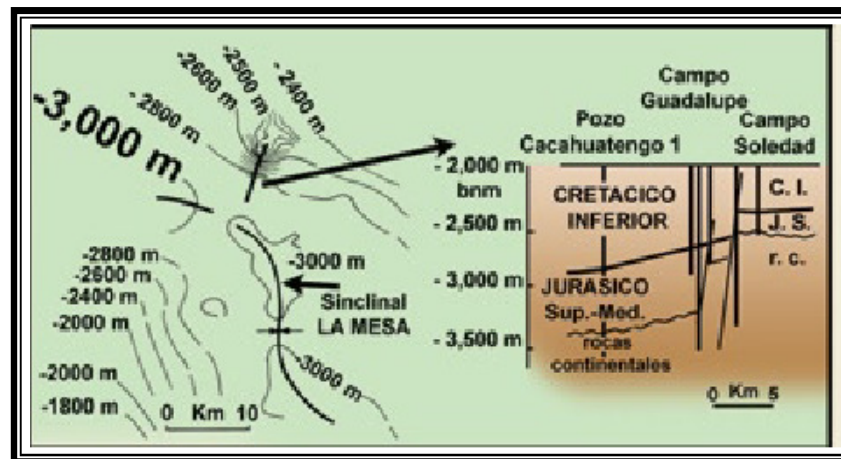 -2400 m
-2500 m
-2600 m
-2800 m
-3,000 m
-2800 m
-2600 m
-2400 m
-2000 m
-2000 m
-1800 m
0 Km 10
-3000 m
Sinclinal
LA MESA
-3000 m
Campo
Guadalupe
Pozo
Cacahuatengo 1
Campo
Soledad
- 2,000 m
bnm
- 2,500 m
- 3,000 m
- 3,500 m
CRETACICO
INFERIOR
JURASICO
Sup.-Med.
rocas
continentales
C. I.
J. S.
r. c.
0 Km 5